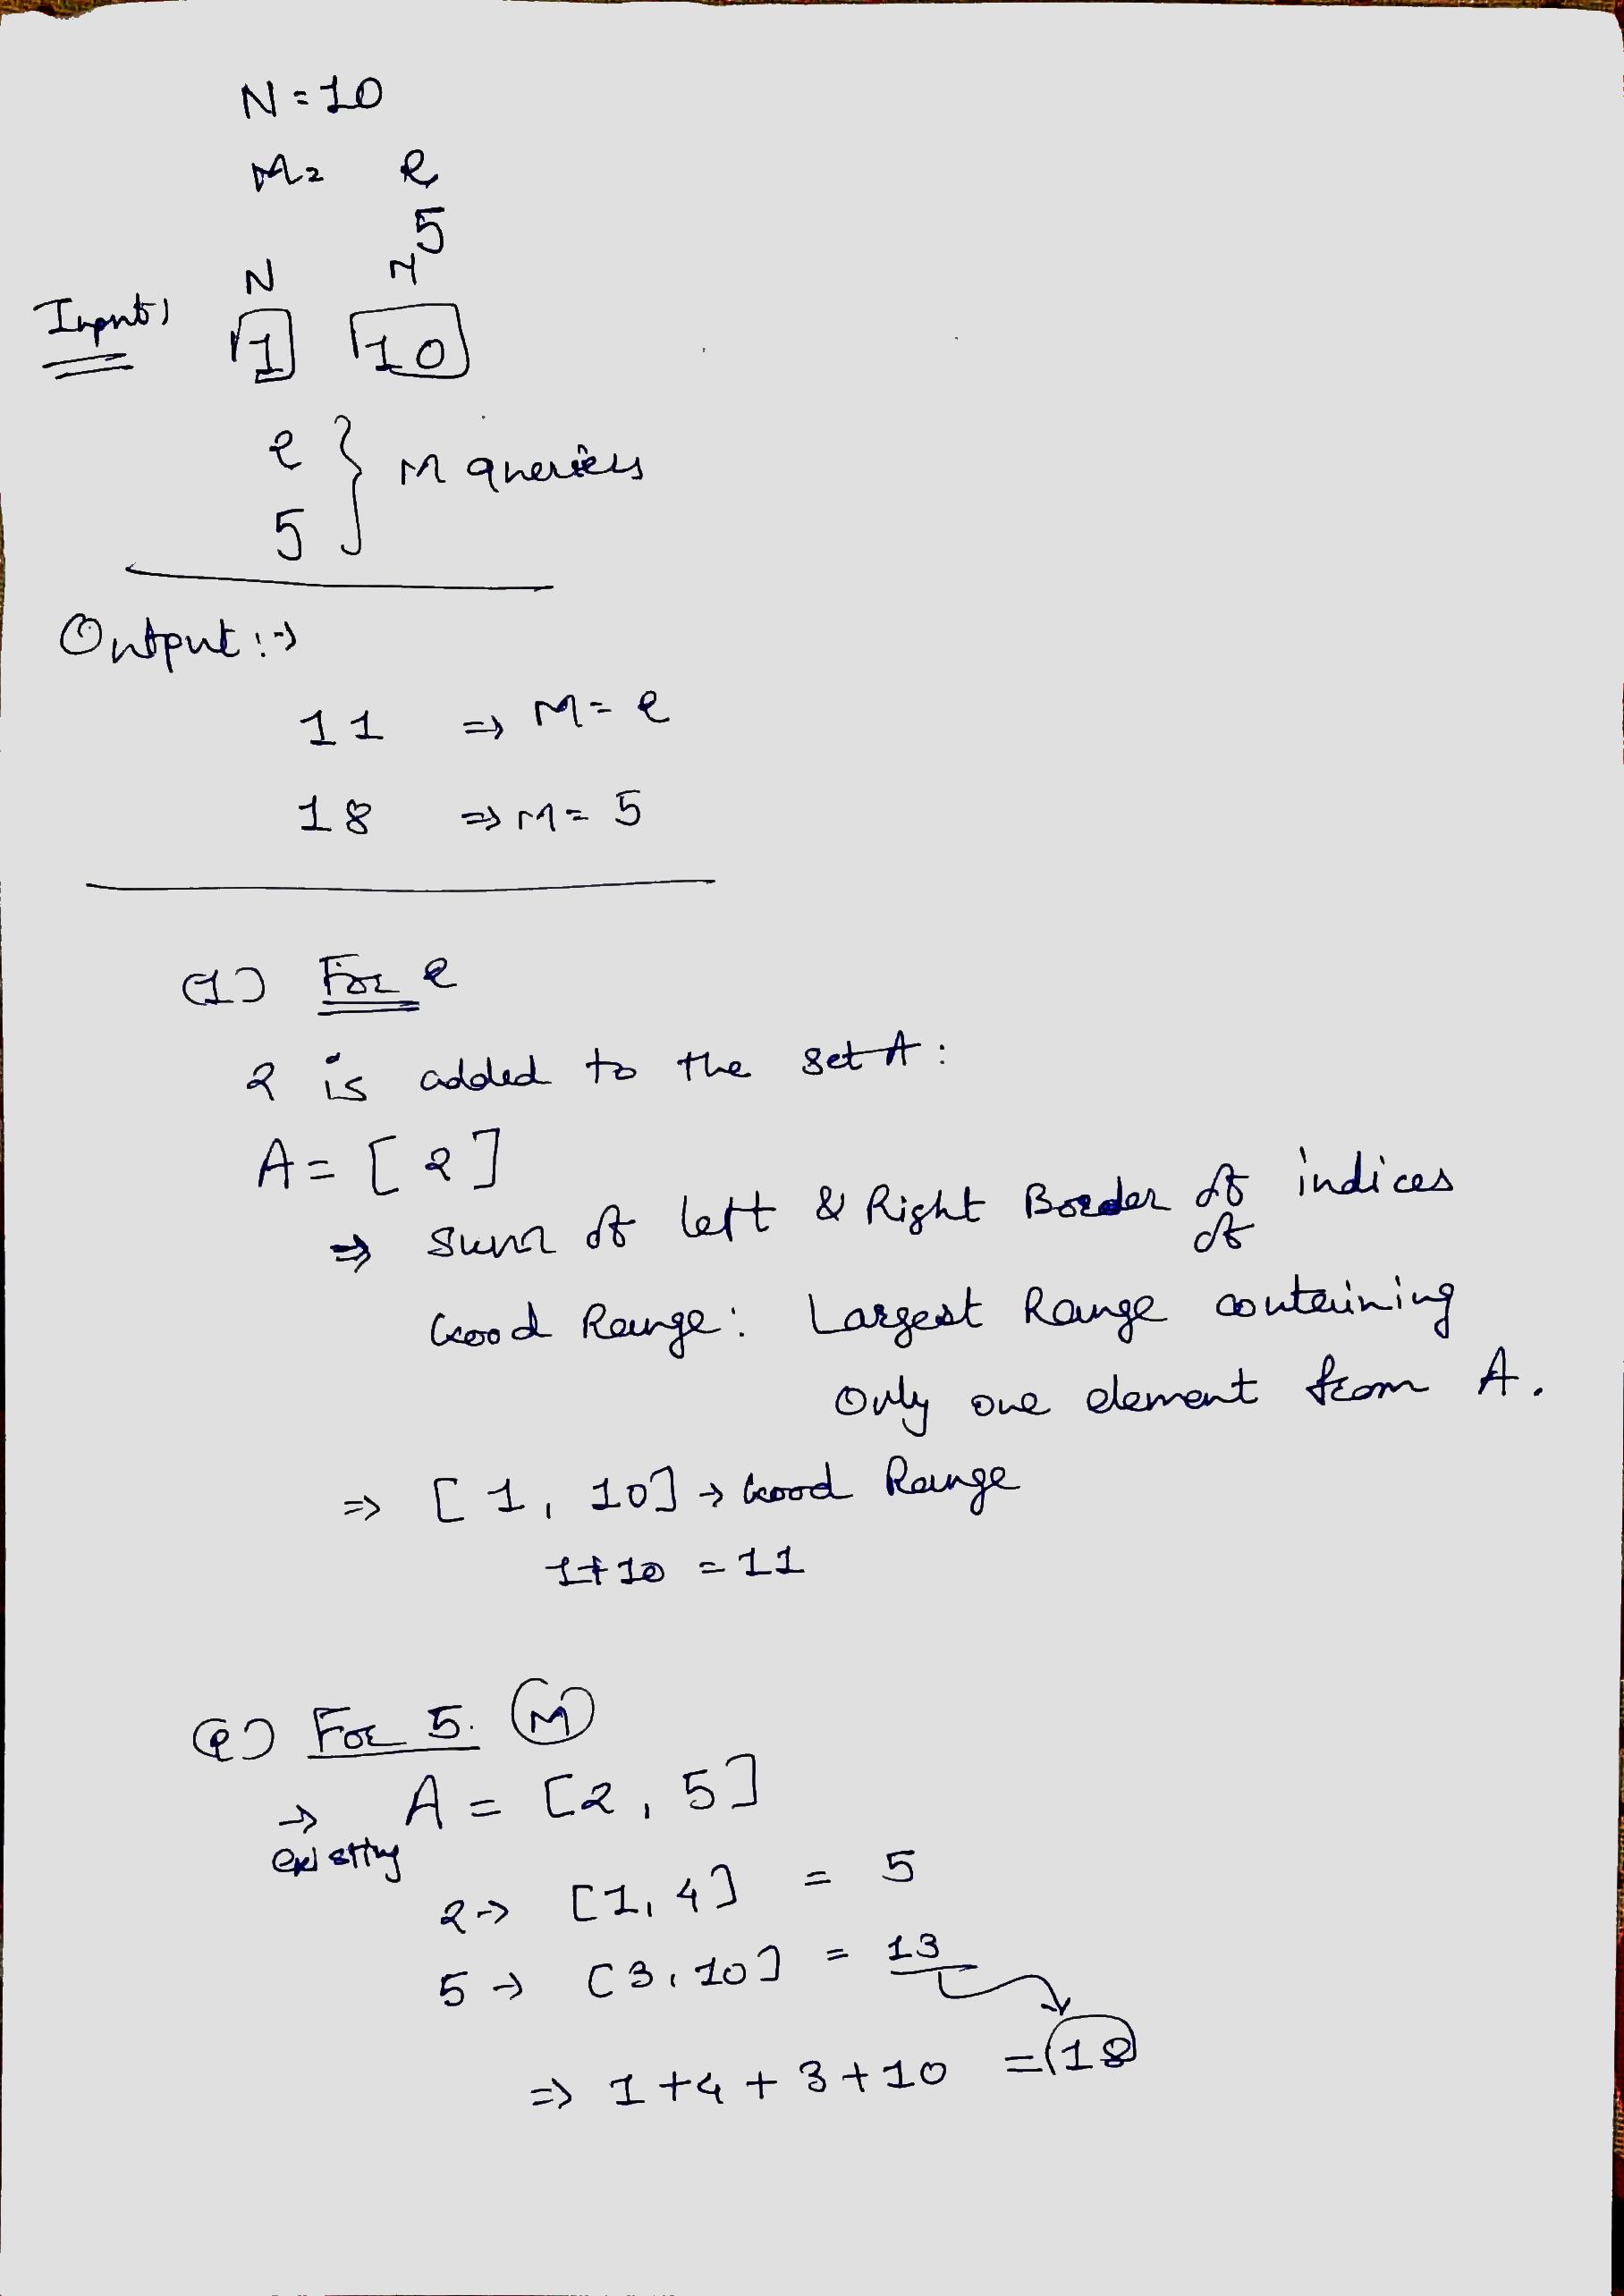 N = 10
M = 2
5
N M
Input:
1 10
2
5 } M queries
Output :->
11 => M = 2
18 => M = 5
(1) For 2
2 is added to the set A :
A = [ 2 ]
=> Sum of left & Right Border of indices
of
Good Range : Largest Range containing
Only one element from A.
=> [ 1, 10 ] -> Good Range
1 + 10 = 11
(2) For 5. (M)
-> A = [ 2, 5 ]
existing
2 -> [ 1, 4 ] = 5
5 -> [ 3, 10 ] = 13
=> 1 + 4 + 3 + 10 = 18